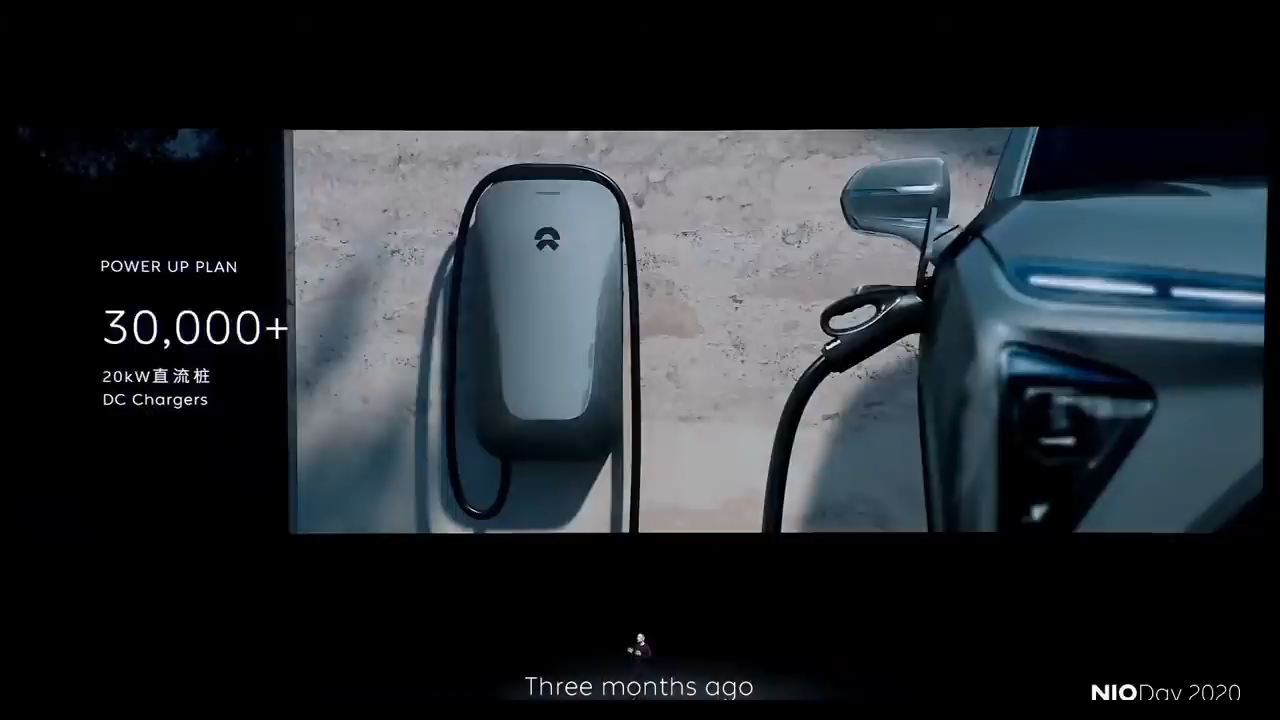 POWER UP PLAN
30,000+
20kW直流桩
DC Chargers
Three months ago
NIODay 2020